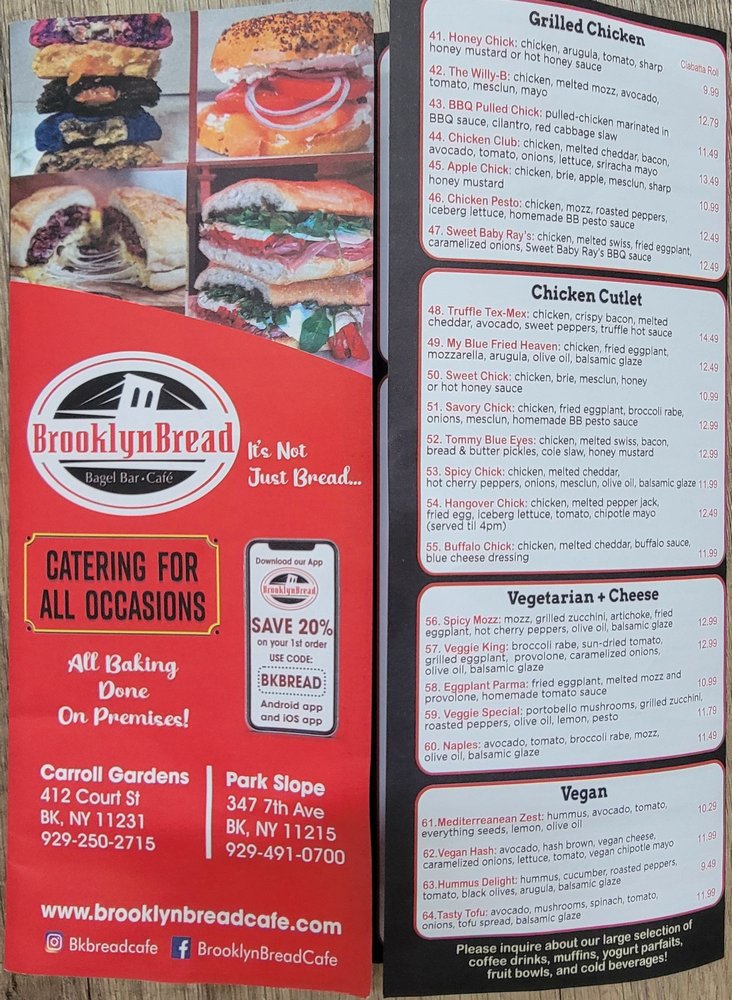 BrooklynBread
Bagel Bar • Café
It's Not
Just Bread...
CATERING FOR
ALL OCCASIONS
All Baking
Done
On Premises!
Download our App
BrooklynBread
SAVE 20%
on your 1st order
USE CODE:
BKBREAD
Android app
and iOS app
Carroll Gardens
412 Court St
BK, NY 11231
929-250-2715
Park Slope
347 7th Ave
BK, NY 11215
929-491-0700
www.brooklynbreadcafe.com
Bkbreadcafe
BrooklynBreadCafe
Grilled Chicken
41. Honey Chick: chicken, arugula, tomato, sharp
honey mustard or hot honey sauce
Ciabatta Roll
9.99
42. The Willy-B: chicken, melted mozz, avocado,
tomato, mesclun, mayo
12.79
43. BBQ Pulled Chick: pulled-chicken marinated in
BBQ sauce, cilantro, red cabbage slaw
11.49
44. Chicken Club: chicken, melted cheddar, bacon,
avocado, tomato, onions, lettuce, sriracha mayo
13.49
45. Apple Chick: chicken, brie, apple, mesclun, sharp
honey mustard
10.99
46. Chicken Pesto: chicken, mozz, roasted peppers,
iceberg lettuce, homemade BB pesto sauce
12.49
47. Sweet Baby Ray's: chicken, melted swiss, fried eggplant,
caramelized onions, Sweet Baby Ray's BBQ sauce
12.49
Chicken Cutlet
48. Truffle Tex-Mex: chicken, crispy bacon, melted
cheddar, avocado, sweet peppers, truffle hot sauce
14.49
49. My Blue Fried Heaven: chicken, fried eggplant,
mozzarella, arugula, olive oil, balsamic glaze
12.49
50. Sweet Chick: chicken, brie, mesclun, honey
or hot honey sauce
10.99
51. Savory Chick: chicken, fried eggplant, broccoli rabe,
onions, mesclun, homemade BB pesto sauce
12.99
52. Tommy Blue Eyes: chicken, melted swiss, bacon,
bread & butter pickles, cole slaw, honey mustard
12.99
53. Spicy Chick: chicken, melted cheddar,
hot cherry peppers, onions, mesclun, olive oil, balsamic glaze 11.99
54. Hangover Chick: chicken, melted pepper jack,
fried egg, iceberg lettuce, tomato, chipotle mayo
12.49
(served til 4pm)
55. Buffalo Chick: chicken, melted cheddar, buffalo sauce,
blue cheese dressing
11.99
Vegetarian + Cheese
56. Spicy Mozz: mozz, grilled zucchini, artichoke, fried
eggplant, hot cherry peppers, olive oil, balsamic glaze
12.99
57. Veggie King: broccoli rabe, sun-dried tomato,
grilled eggplant, provolone, caramelized onions,
olive oil, balsamic glaze
12.99
58. Eggplant Parma: fried eggplant, melted mozz and
provolone, homemade tomato sauce
10.99
59. Veggie Special: portobello mushrooms, grilled zucchini,
roasted peppers, olive oil, lemon, pesto
11.79
60. Naples: avocado, tomato, broccoli rabe, mozz,
olive oil, balsamic glaze
11.49
Vegan
61.Mediterreanean Zest: hummus, avocado, tomato,
everything seeds, lemon, olive oil
10.29
62.Vegan Hash: avocado, hash brown, vegan cheese,
caramelized onions, lettuce, tomato, vegan chipotle mayo
11.99
63.Hummus Delight: hummus, cucumber, roasted peppers,
tomato, black olives, arugula, balsamic glaze
9.49
64.Tasty Tofu: avocado, mushrooms, spinach, tomato,
onions, tofu spread, balsamic glaze
11.99
Please inquire about our large selection of
coffee drinks, muffins, yogurt parfaits,
fruit bowls, and cold beverages!